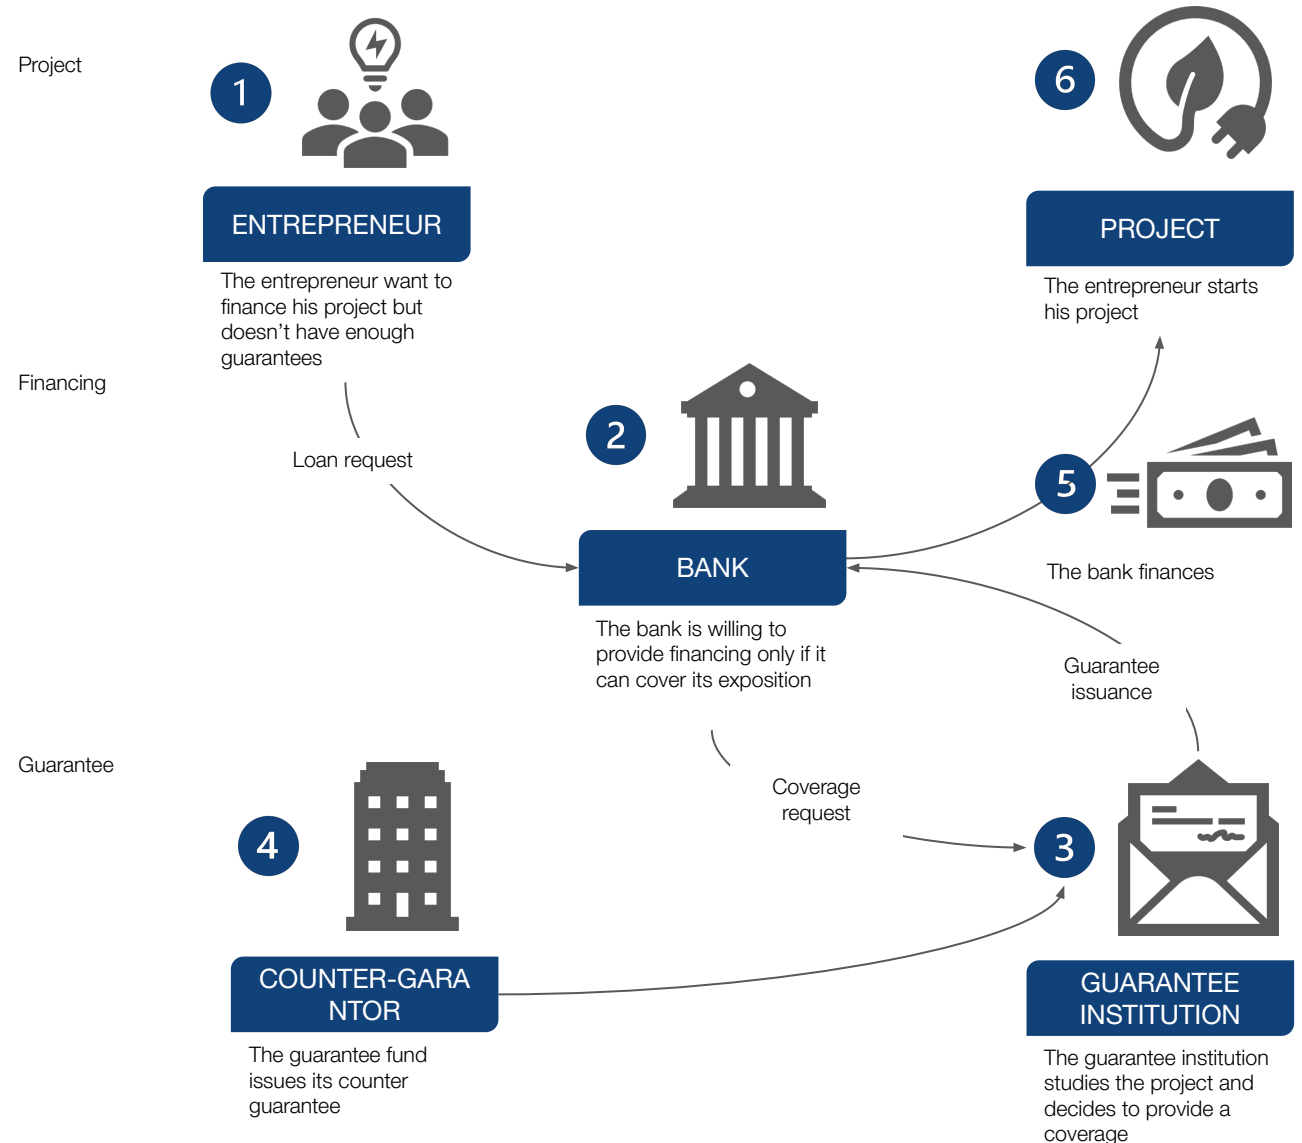 Project
1
ENTREPRENEUR
The entrepreneur want to
finance his project but
doesn't have enough
guarantees
6
PROJECT
The entrepreneur starts
his project
Financing
Loan request
2
BANK
The bank is willing to
provide financing only if it
can cover its exposition
5
The bank finances
Guarantee
issuance
Guarantee
Coverage
request
4
COUNTER-GARA
NTOR
The guarantee fund
issues its counter
guarantee
3
GUARANTEE
INSTITUTION
The guarantee institution
studies the project and
decides to provide a
coverage